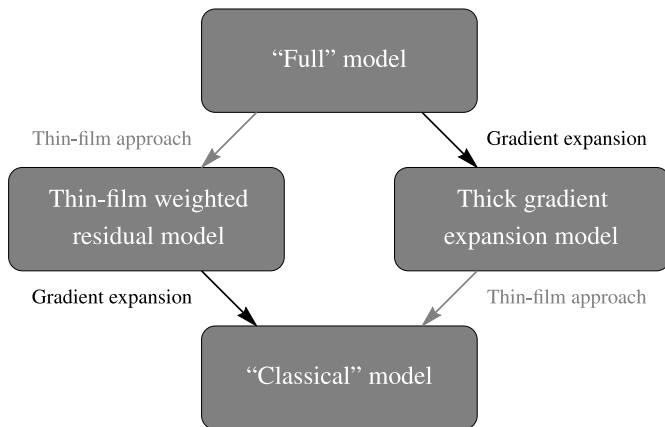 “Full” model
Thin-film approach
Gradient expansion
Thin-film weighted
residual model
Thick gradient
expansion model
Gradient expansion
Thin-film approach
“Classical” model